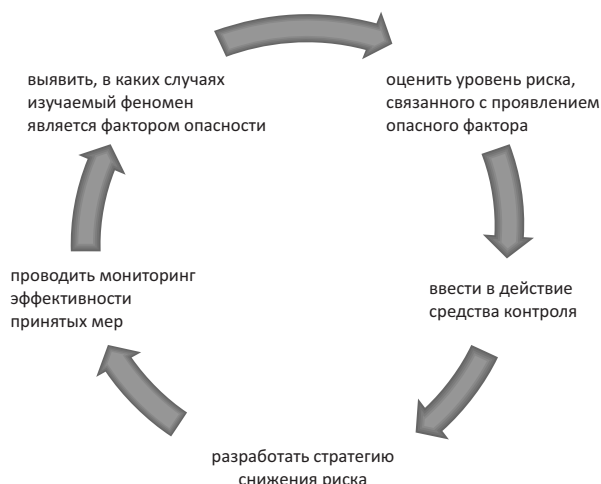 выявить, в каких случаях
изучаемый феномен
является фактором опасности
оценить уровень риска,
связанного с проявлением
опасного фактора
ввести в действие
средства контроля
разработать стратегию
снижения риска
проводить мониторинг
эффективности
принятых мер